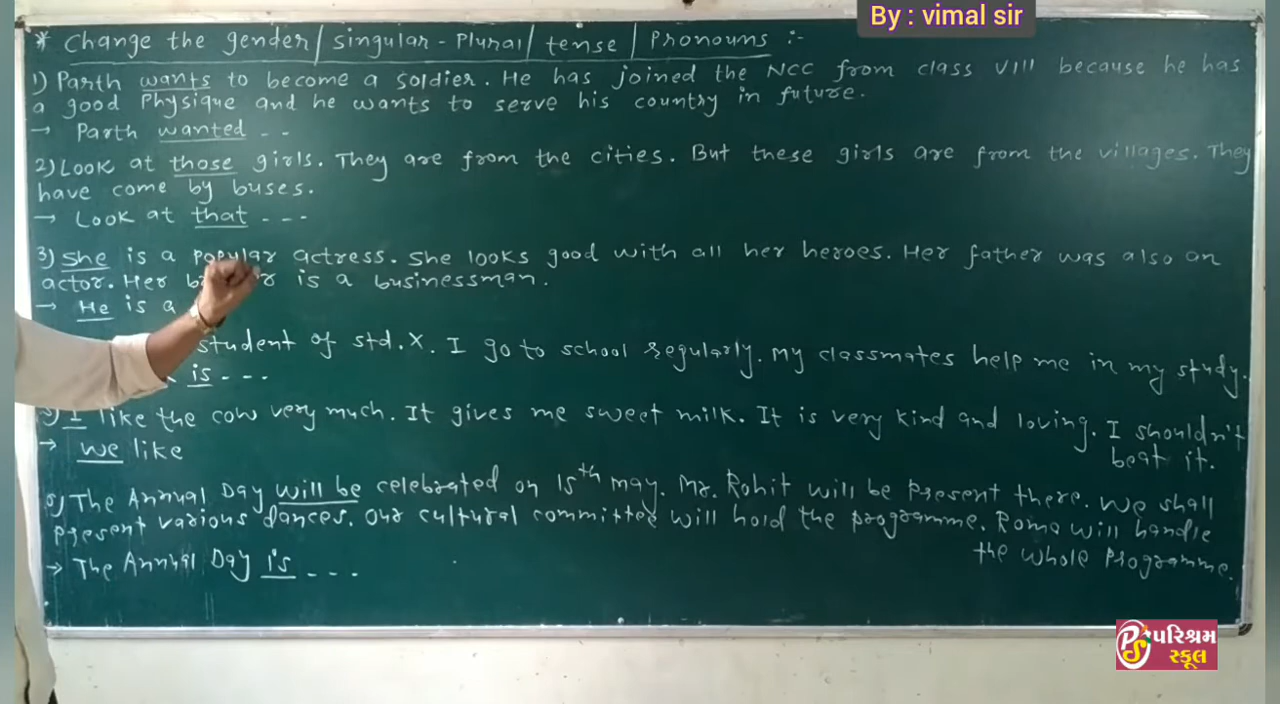 By : vimal sir
* Change the gender/ singular - Plural/ tense / Pronouns :-
1) Parth wants to become a soldier. He has joined the NCC from class VIII because he has
a good Physique and he wants to serve his country in future.
→ Parth wanted - -
2) Look at those girls. They are from the cities. But these girls are from the villages. They
have come by buses.
→ Look at that - - -
3) She is a popular actress. She looks good with all her heroes. Her father was also an
actor. Her is a businessman.
→ He is a
student of std. X. I go to school regularly. My classmates help me in my study.
is - - -
5) I like the cow very much. It gives me sweet milk. It is very kind and loving. I shouldn't
beat it.
→ we like
The Annual Day will be celebrated on 15th may. Mr. Rohit will be Present there. We shall
Present various dances. Our cultural committee will hold the programme. Roma will handle
the whole Programme.
→ The Annual Day is - - -
PS પરિશ્રમ
સ્કૂલ